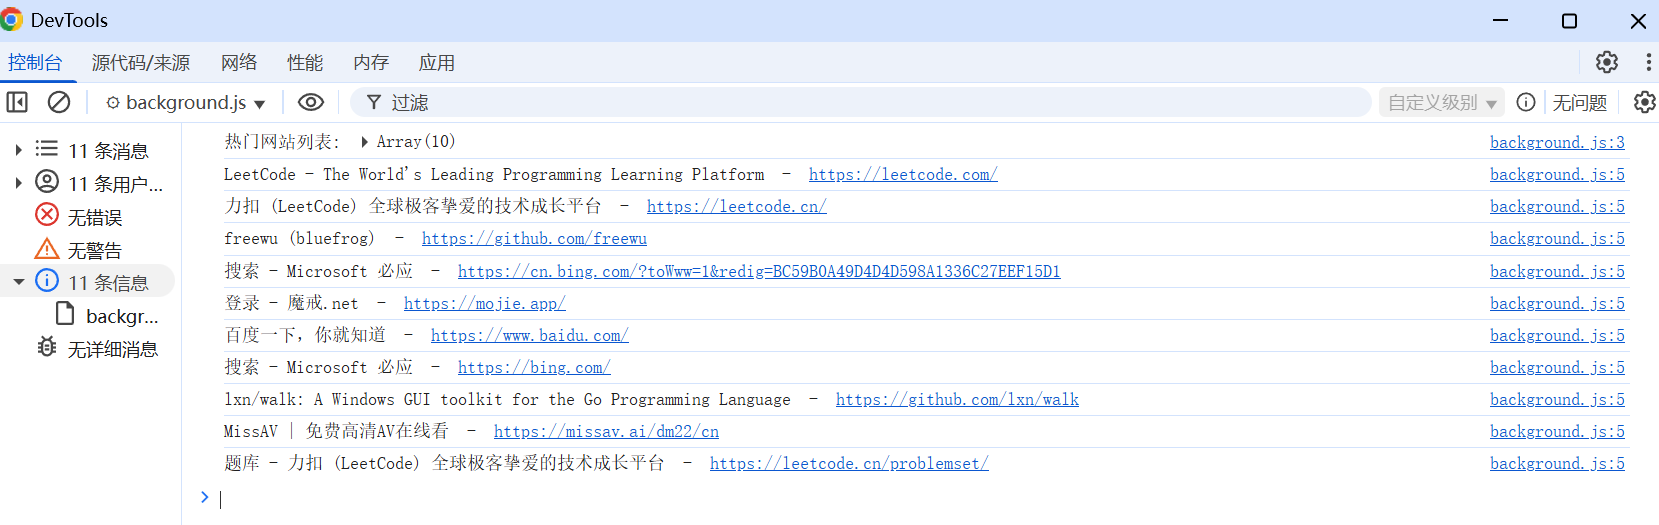 DevTools
控制台 源代码/来源 网络 性能 内存 应用
background.js 过滤 自定义级别 无问题
11 条消息
11 条用户...
无错误
无警告
11 条信息
backgr...
无详细消息
热门网站列表: Array(10) background.js:3
LeetCode - The World's Leading Programming Learning Platform - https://leetcode.com/ background.js:5
力扣 (LeetCode) 全球极客挚爱的技术成长平台 - https://leetcode.cn/ background.js:5
freewu (bluefrog) - https://github.com/freewu background.js:5
搜索 - Microsoft 必应 - https://cn.bing.com/?toWww=1&redig=BC59B0A49D4D4D598A1336C27EEF15D1 background.js:5
登录 - 魔戒.net - https://mojie.app/ background.js:5
百度一下，你就知道 - https://www.baidu.com/ background.js:5
搜索 - Microsoft 必应 - https://bing.com/ background.js:5
lxn/walk: A Windows GUI toolkit for the Go Programming Language - https://github.com/lxn/walk background.js:5
MissAV | 免费高清AV在线看 - https://missav.ai/dm22/cn background.js:5
题库 - 力扣 (LeetCode) 全球极客挚爱的技术成长平台 - https://leetcode.cn/problemset/ background.js:5